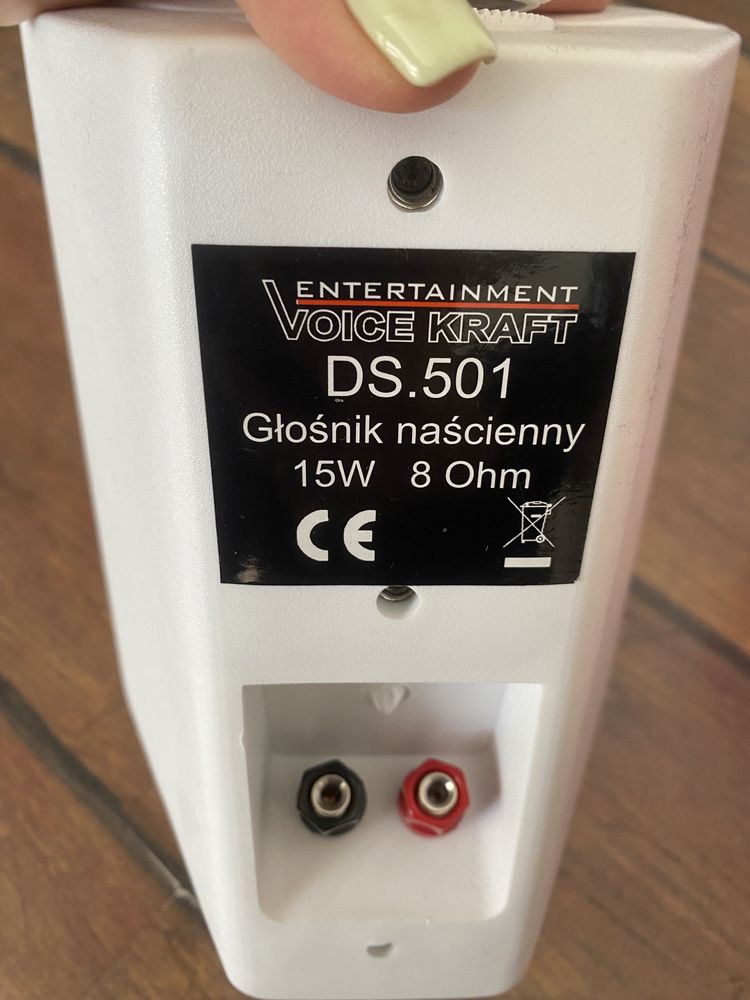 ENTERTAINMENT
VOICE KRAFT
DS.501
Głośnik naścienny
15W 8 Ohm
CE